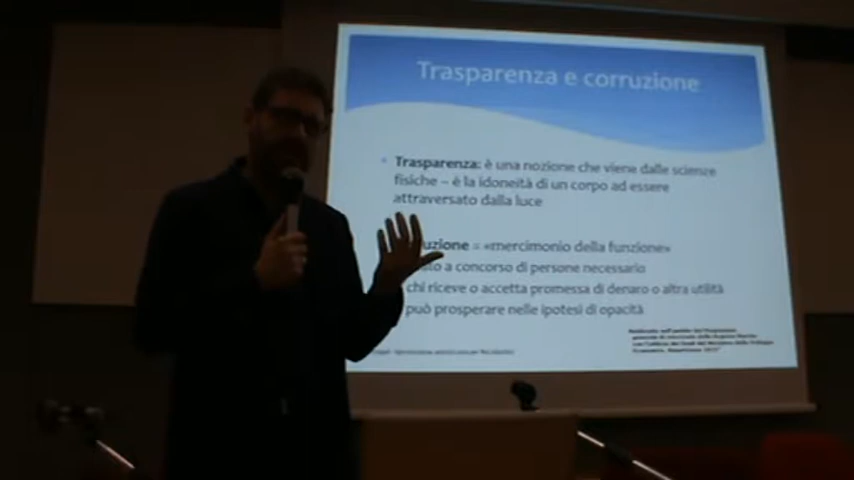 Trasparenza e corruzione
Trasparenza: è una nozione che viene dalle scienze
fisiche – è la idoneità di un corpo ad essere
attraversato dalla luce
uzione = «mercimonio della funzione»
a concorso di persone necessario
chi riceve o accetta promessa di denaro o altra utilità
può prosperare nelle ipotesi di opacità